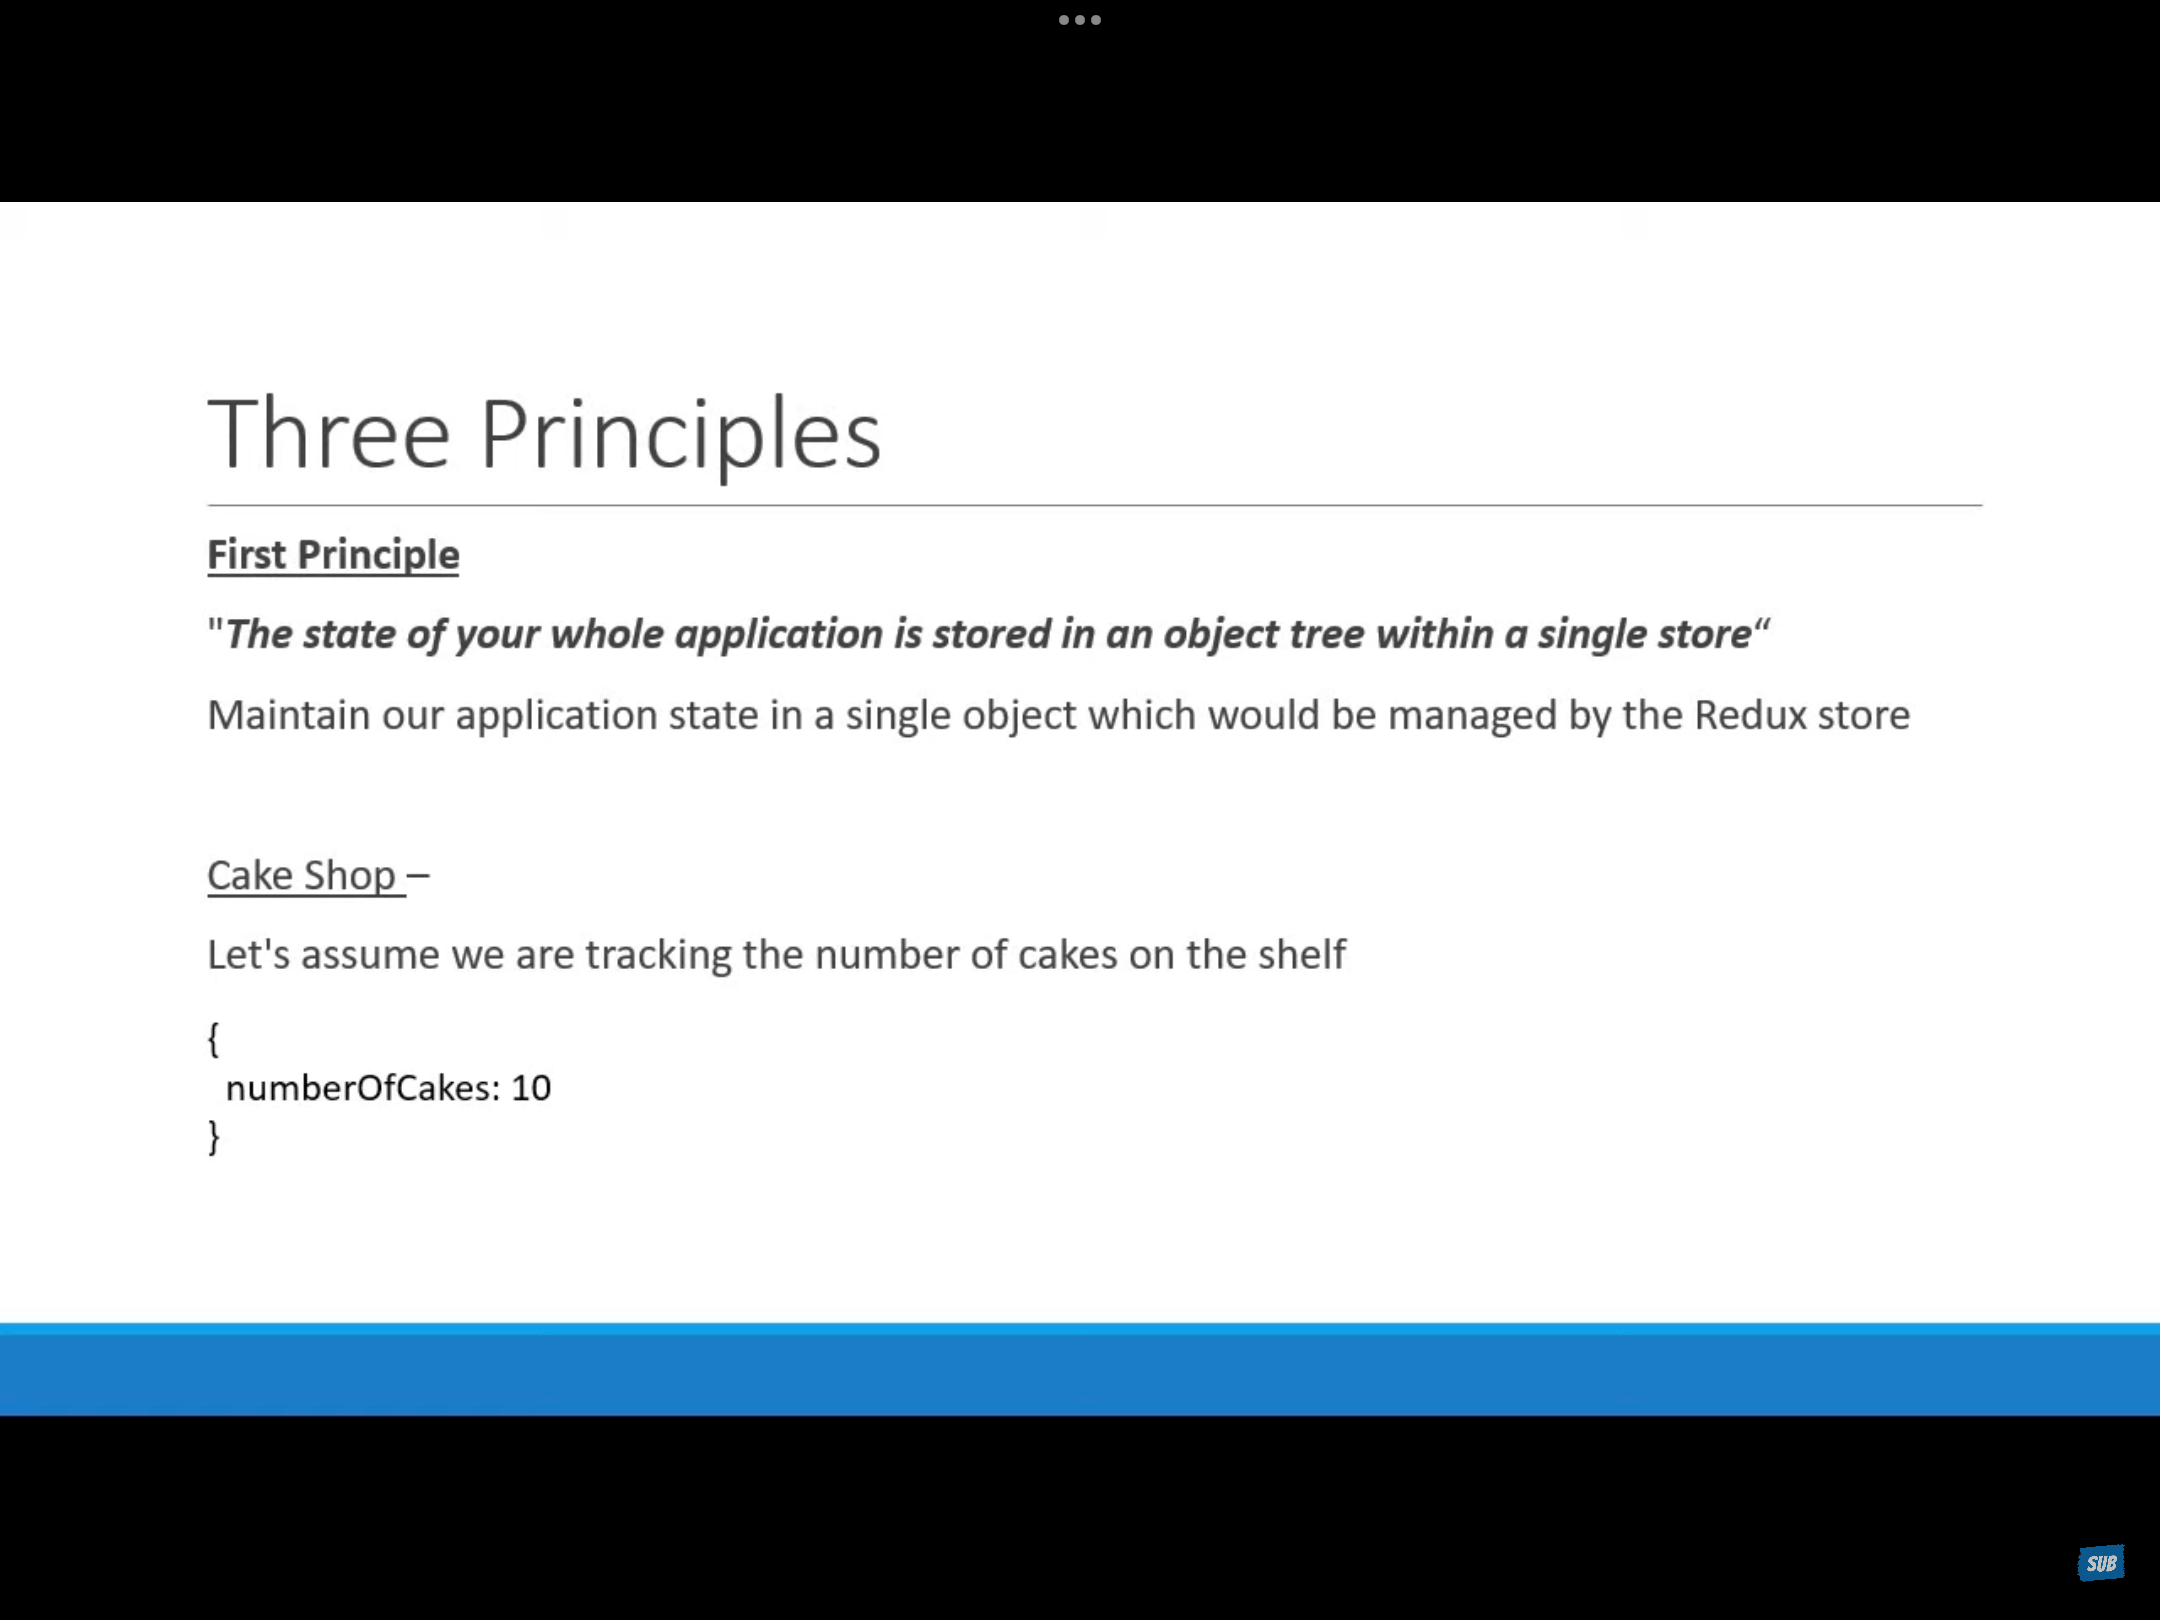 Three Principles
First Principle
"The state of your whole application is stored in an object tree within a single store“
Maintain our application state in a single object which would be managed by the Redux store
Cake Shop –
Let's assume we are tracking the number of cakes on the shelf
{
numberOfCakes: 10
}
SUB